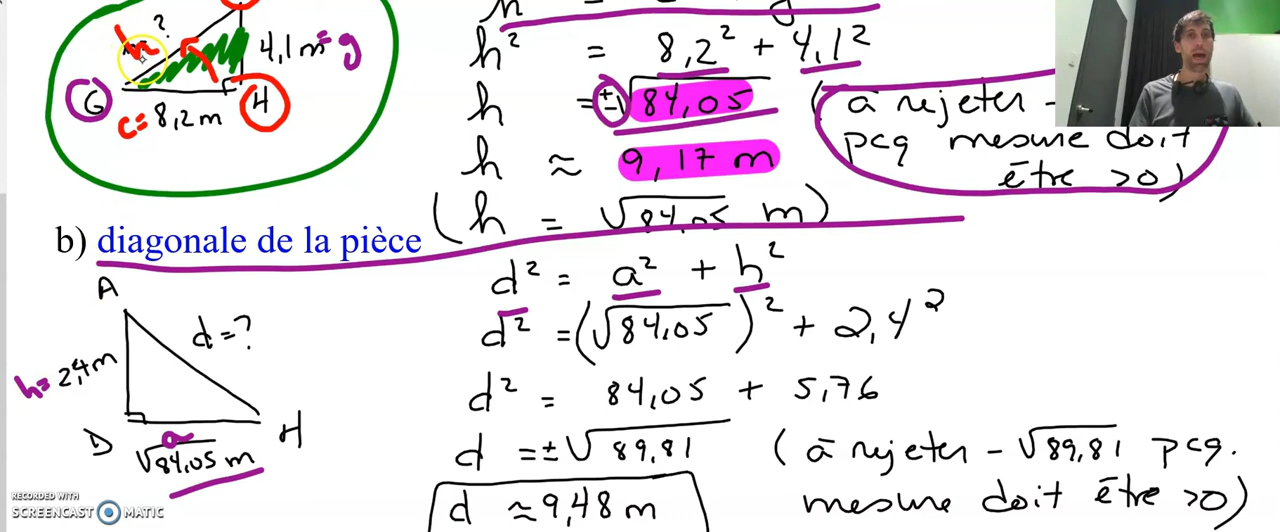 ?
h
4,1 m = g
G
H
c = 8,2 m
h² = 8,2² + 4,1²
h = ±√84,05 (à rejeter -
pcq mesure doit
être >0)
h ≈ 9,17 m
(h = √84,05 m)
b) diagonale de la pièce
d² = a² + h²
A
d = ?
h = 2,4 m
D
H
a
√84,05 m
d² = (√84,05)² + 2,4²
d² = 84,05 + 5,76
d = ±√89,81 (à rejeter - √89,81 pcq.
mesure doit être >0)
d ≈ 9,48 m
RECORDED WITH
SCREENCAST MATIC